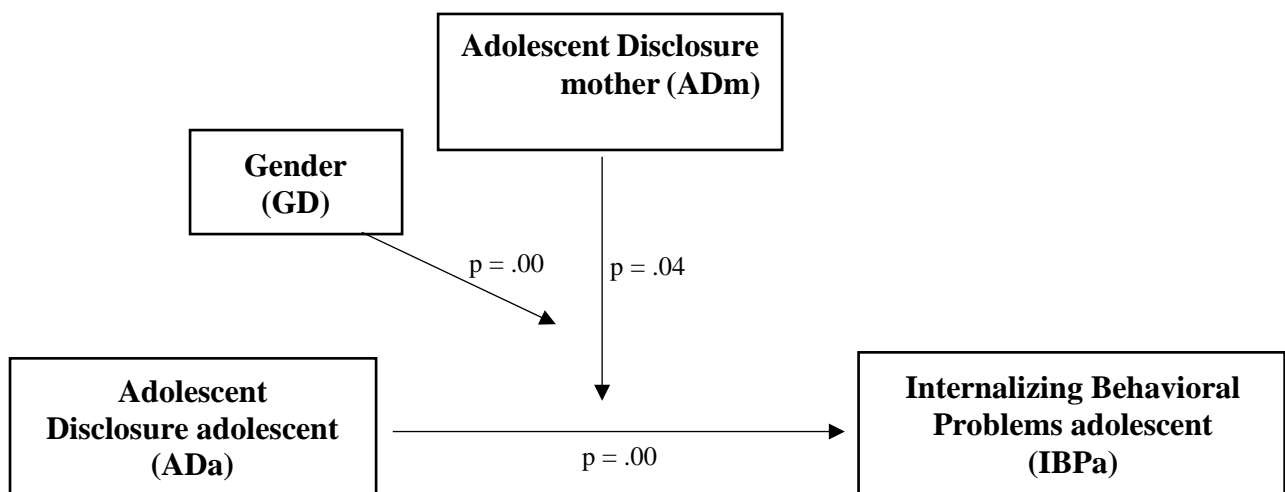 Adolescent Disclosure
mother (ADm)
Gender
(GD)
p = .00
p = .04
Adolescent
Disclosure adolescent
(ADa)
p = .00
Internalizing Behavioral
Problems adolescent
(IBPa)